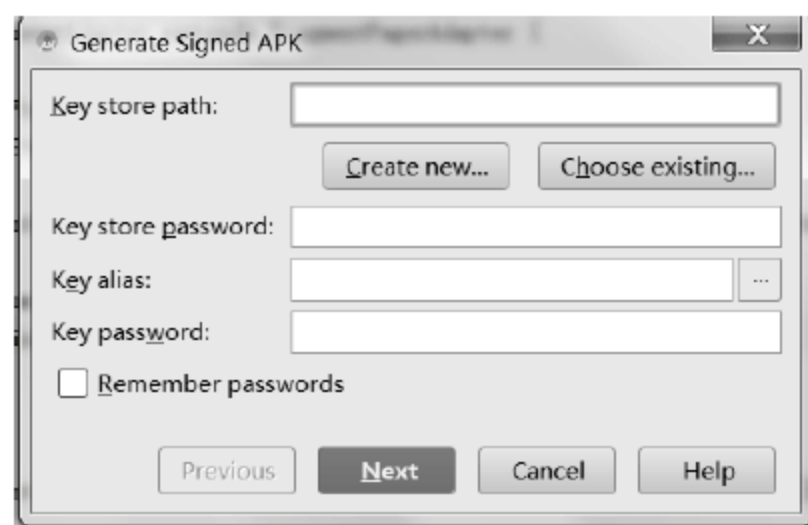 Generate Signed APK
X
Key store path:
Create new...
Choose existing...
Key store password:
Key alias:
...
Key password:
Remember passwords
Previous
Next
Cancel
Help